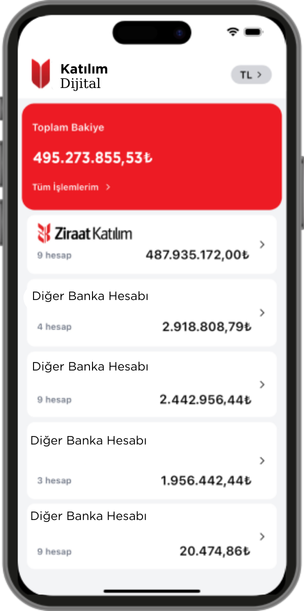 Katılım
Dijital
TL >
Toplam Bakiye
495.273.855,53₺
Tüm İşlemlerim >
Ziraat Katılım
9 hesap
487.935.172,00₺
Diğer Banka Hesabı
4 hesap
2.918.808,79₺
Diğer Banka Hesabı
9 hesap
2.442.956,44₺
Diğer Banka Hesabı
3 hesap
1.956.442,44₺
Diğer Banka Hesabı
9 hesap
20.474,86₺